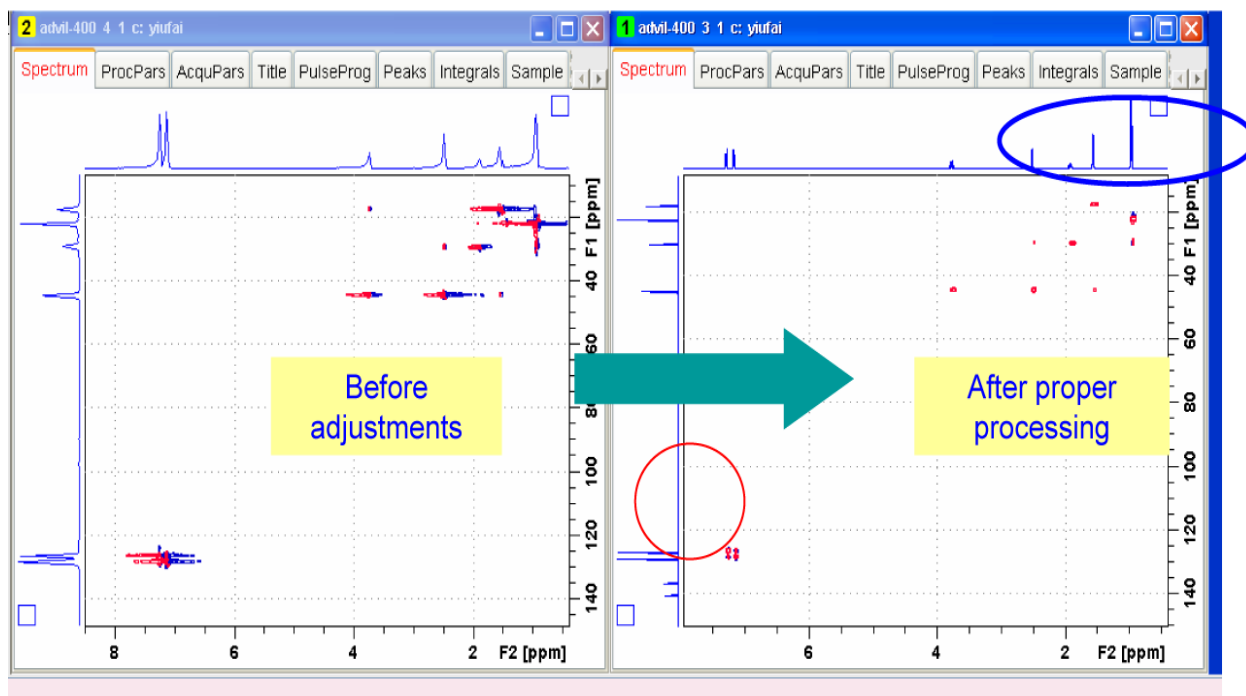 2 advil-400 4 1 c: yiufai
Spectrum ProcPars AcquPars Title PulseProg Peaks Integrals Sample
F1 [ppm]
40
60
80
100
120
140
8 6 4 2 F2 [ppm]
Before
adjustments
1 advil-400 3 1 c: yiufai
Spectrum ProcPars AcquPars Title PulseProg Peaks Integrals Sample
F1 [ppm]
40
60
80
100
120
140
6 4 2 F2 [ppm]
After proper
processing